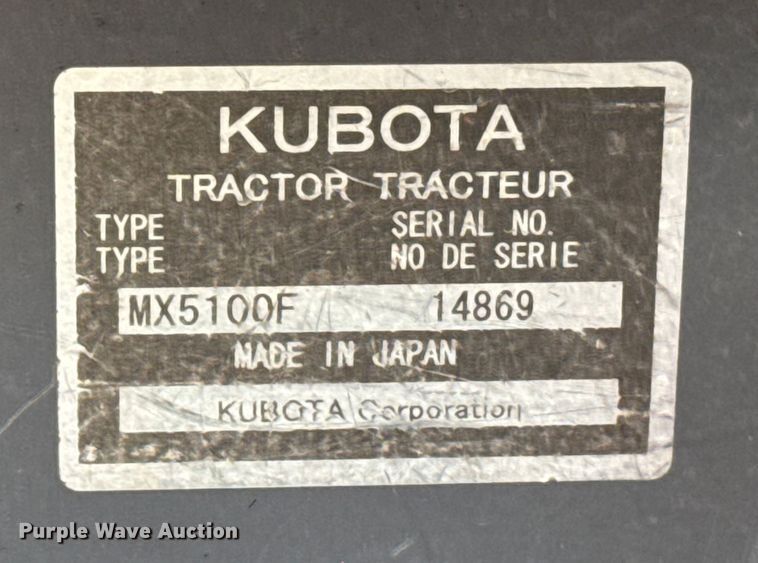 KUBOTA
TRACTOR TRACTEUR
TYPE SERIAL NO.
TYPE NO DE SERIE
MX5100F 14869
MADE IN JAPAN
KUBOTA Corporation
Purple Wave Auction